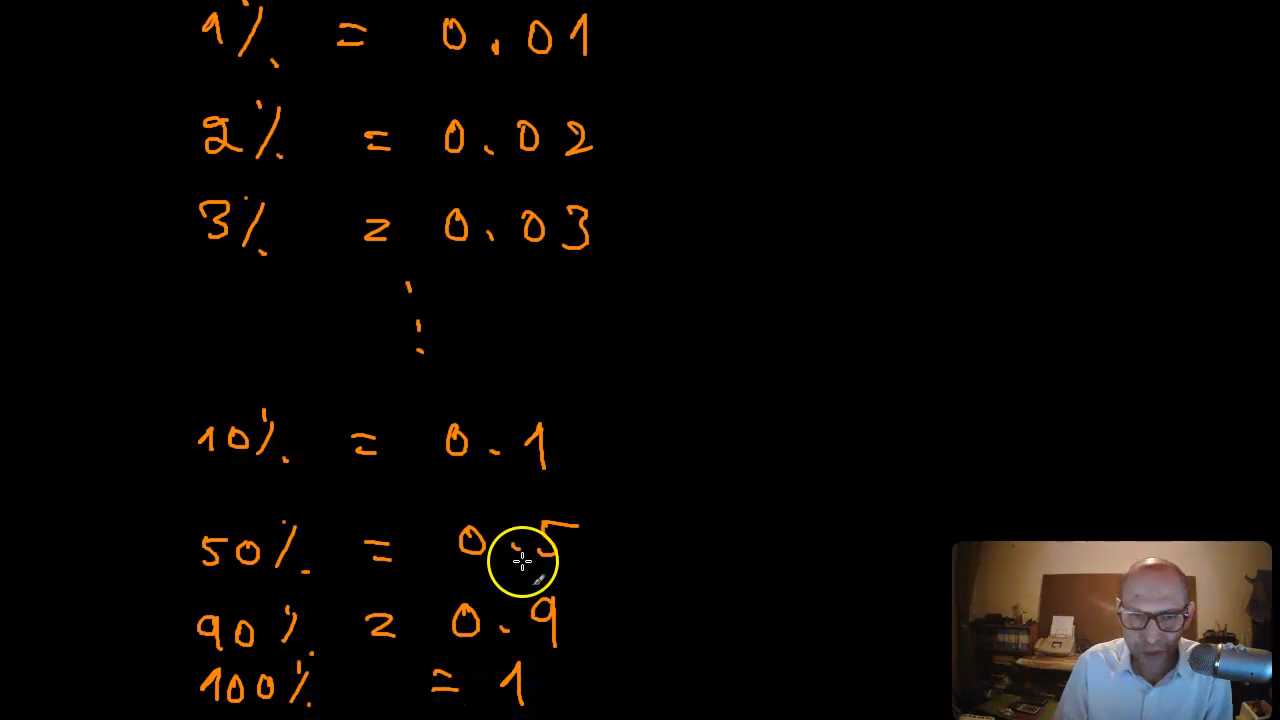 1% = 0.01
2% = 0.02
3% = 0.03
⋮
10% = 0.1
50% = 0.5
90% = 0.9
100% = 1